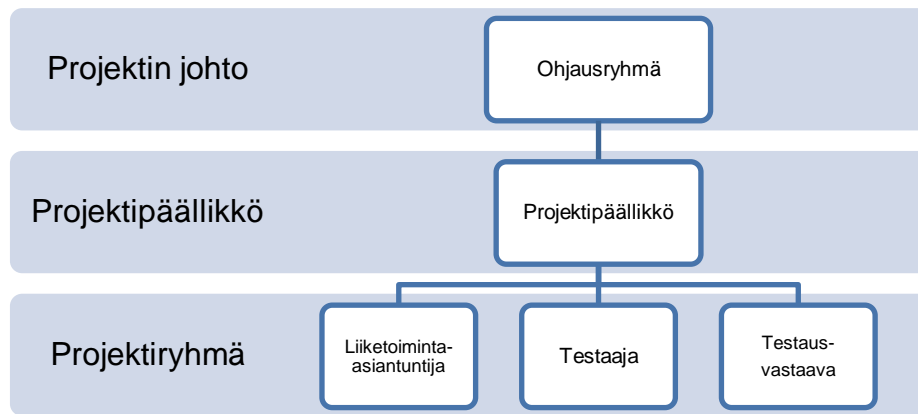 Projektin johto
Ohjausryhmä
Projektipäällikkö
Projektipäällikkö
Projektiryhmä
Liiketoiminta-
asiantuntija
Testaaja
Testaus-
vastaava